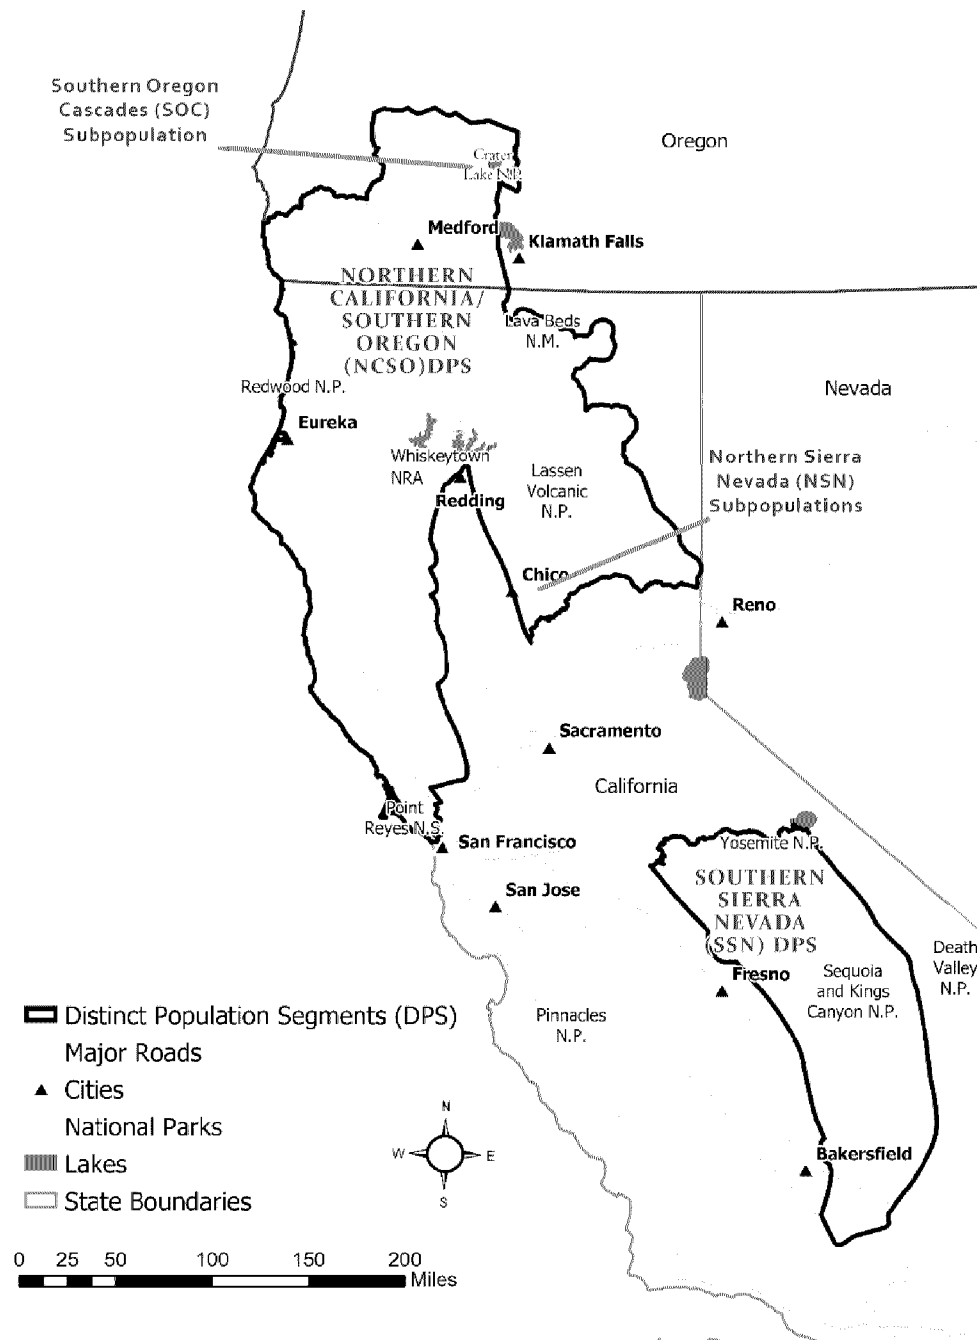 Southern Oregon
Cascades (SOC)
Subpopulation
Oregon
Crater
Lake N.P.
Medford
Klamath Falls
NORTHERN
CALIFORNIA/
SOUTHERN
OREGON
(NCSO)DPS
Lava Beds
N.M.
Redwood N.P.
Nevada
Eureka
Whiskeytown
NRA
Redding
Lassen
Volcanic
N.P.
Northern Sierra
Nevada (NSN)
Subpopulations
Chico
Reno
Sacramento
California
Point
Reyes N.S.
San Francisco
Yosemite N.P.
San Jose
SOUTHERN
SIERRA
NEVADA
(SSN) DPS
Fresno
Sequoia
and Kings
Canyon N.P.
Death
Valley
N.P.
Pinnacles
N.P.
Distinct Population Segments (DPS)
Major Roads
Cities
National Parks
Lakes
State Boundaries
N
W E
S
Bakersfield
0 25 50 100 150 200
Miles